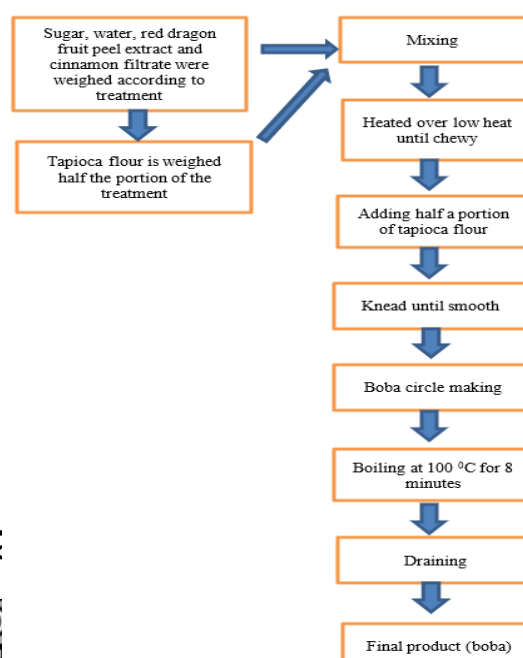 Sugar, water, red dragon
fruit peel extract and
cinnamon filtrate were
weighed according to
treatment
Tapioca flour is weighed
half the portion of the
treatment
Mixing
Heated over low heat
until chewy
Adding half a portion
of tapioca flour
Knead until smooth
Boba circle making
Boiling at 100 ⁰C for 8
minutes
Draining
Final product (boba)